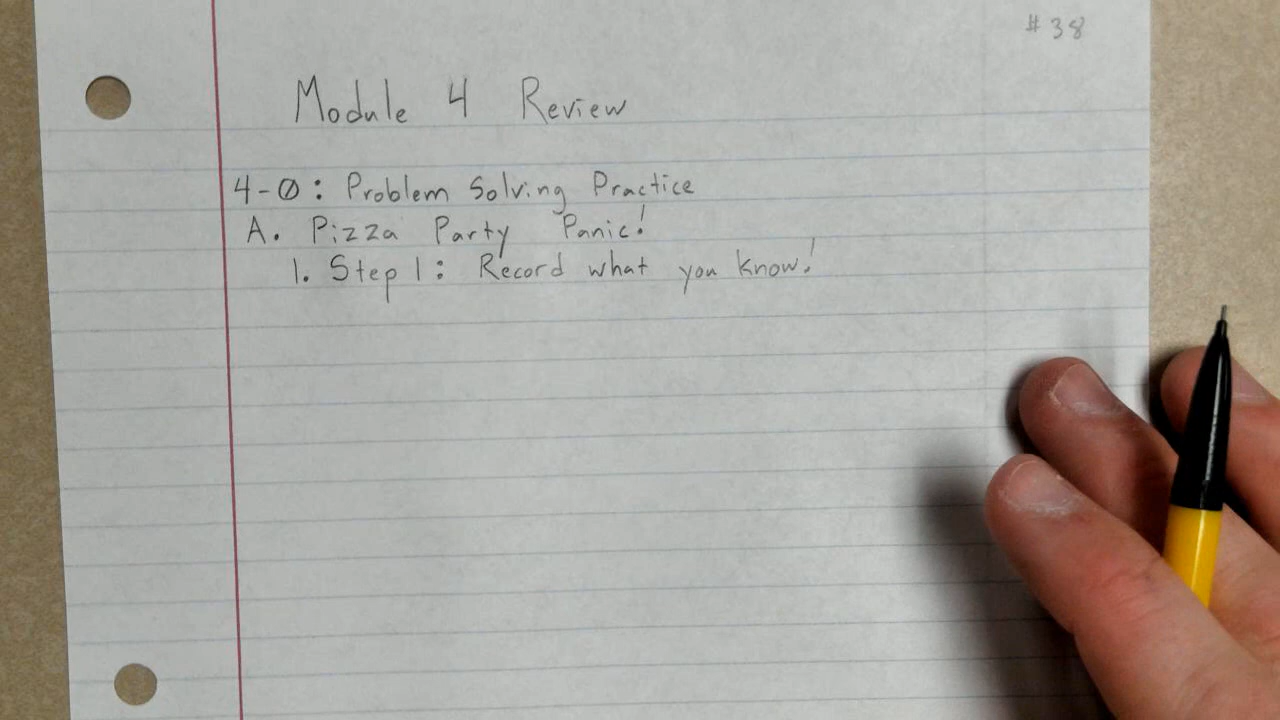 #38
Module 4 Review
4-0: Problem Solving Practice
A. Pizza Party Panic!
1. Step 1: Record what you know!